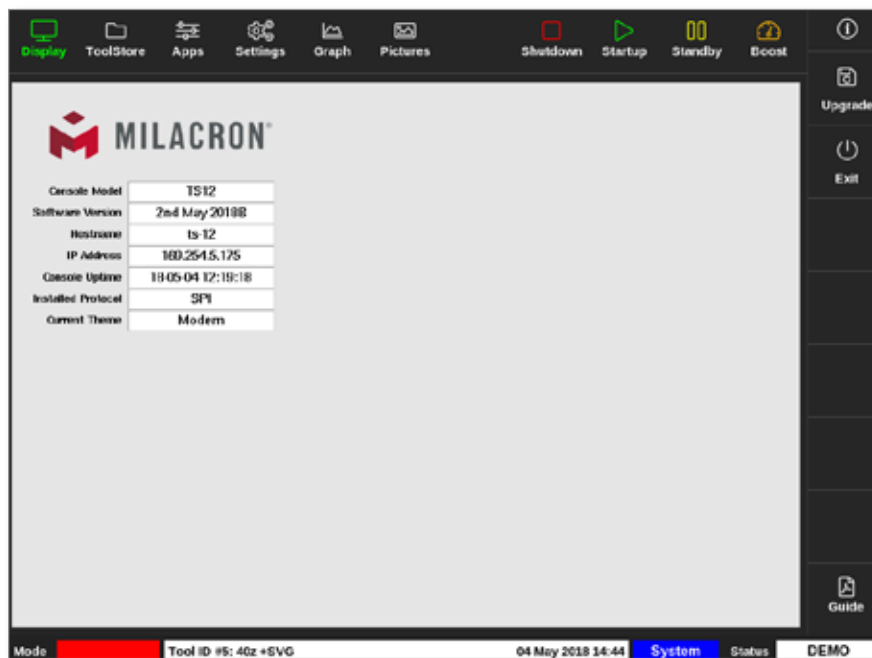 Display ToolStore Apps Settings Graph Pictures Shutdown Startup Standby Boost
Upgrade
Exit
MILACRON®
Console Model TS12
Software Version 2nd May 2018B
Hostname ts-12
IP Address 169.254.5.175
Console Uptime 18-05-04 12:19:18
Installed Protocol SPI
Current Theme Modern
Guide
Mode Tool ID #5: 40z +SVG 04 May 2018 14:44 System Status DEMO